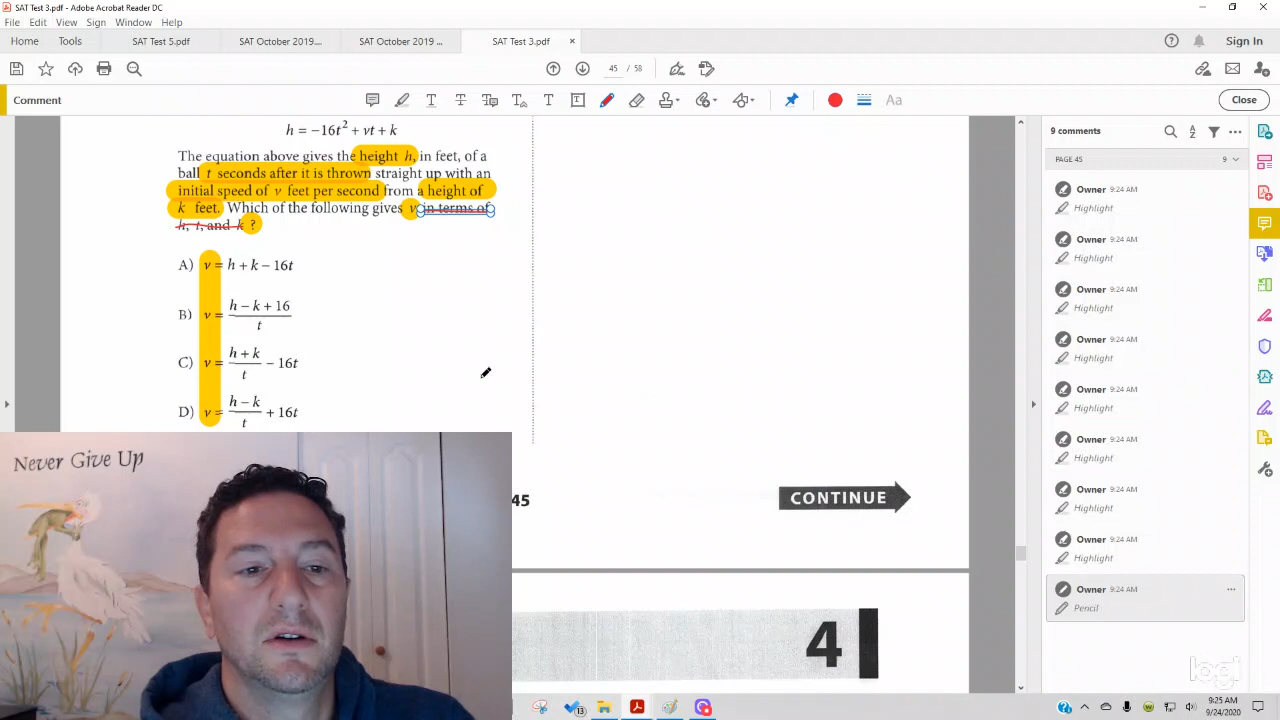 SAT Test 3.pdf - Adobe Acrobat Reader DC
File Edit View Sign Window Help
Home Tools SAT Test 5.pdf SAT October 2019.... SAT October 2019 ... SAT Test 3.pdf × Sign In
45 / 58
Comment Aa Close
9 comments
PAGE 45 9
Owner 9:24 AM
Highlight
Owner 9:24 AM
Highlight
Owner 9:24 AM
Highlight
Owner 9:24 AM
Highlight
Owner 9:24 AM
Highlight
Owner 9:24 AM
Highlight
Owner 9:24 AM
Highlight
Owner 9:24 AM
Highlight
Owner 9:24 AM
Pencil
h = −16t² + vt + k
The equation above gives the height h, in feet, of a
ball t seconds after it is thrown straight up with an
initial speed of v feet per second from a height of
k feet. Which of the following gives v in terms of
h, t, and k ?
A) v = h + k − 16t
B) v = (h − k + 16)/t
C) v = (h + k)/t − 16t
D) v = (h − k)/t + 16t
Never Give Up
45
CONTINUE
4
logi
13
9:25 AM
9/24/2020